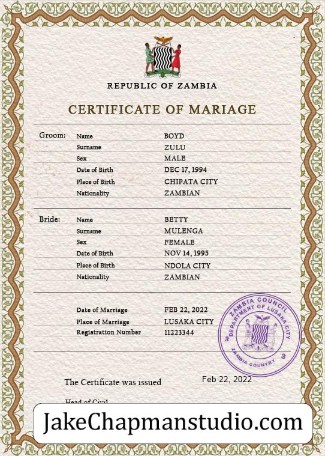 REPUBLIC OF ZAMBIA
CERTIFICATE OF MARIAGE
Groom: Name BOYD
Surname ZULU
Sex MALE
Date of Birth DEC 17, 1994
Place of Birth CHIPATA CITY
Nationality ZAMBIAN
Bride: Name BETTY
Surname MULENGA
Sex FEMALE
Date of Birth NOV 14, 1995
Place of Birth NDOLA CITY
Nationality ZAMBIAN
Date of Marriage FEB 22, 2022
Place of Marriage LUSAKA CITY
Registration Number 11223344
ZAMBIA COUNCIL
DEPARTMENT OF LUSAKA CITY
ZAMBIA COUNTRY
The Certificate was issued Feb 22, 2022
Head of Civil
JakeChapmanstudio.com